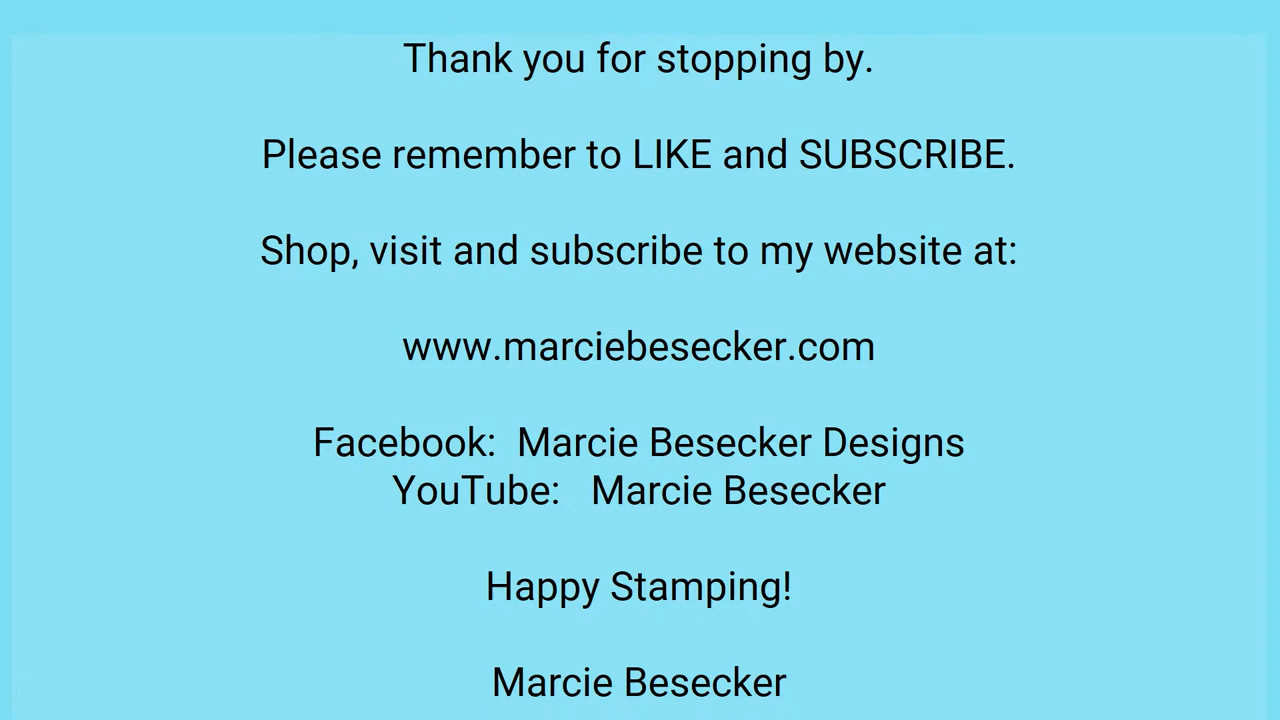 Thank you for stopping by.
Please remember to LIKE and SUBSCRIBE.
Shop, visit and subscribe to my website at:
www.marciebesecker.com
Facebook:  Marcie Besecker Designs
YouTube:   Marcie Besecker
Happy Stamping!
Marcie Besecker